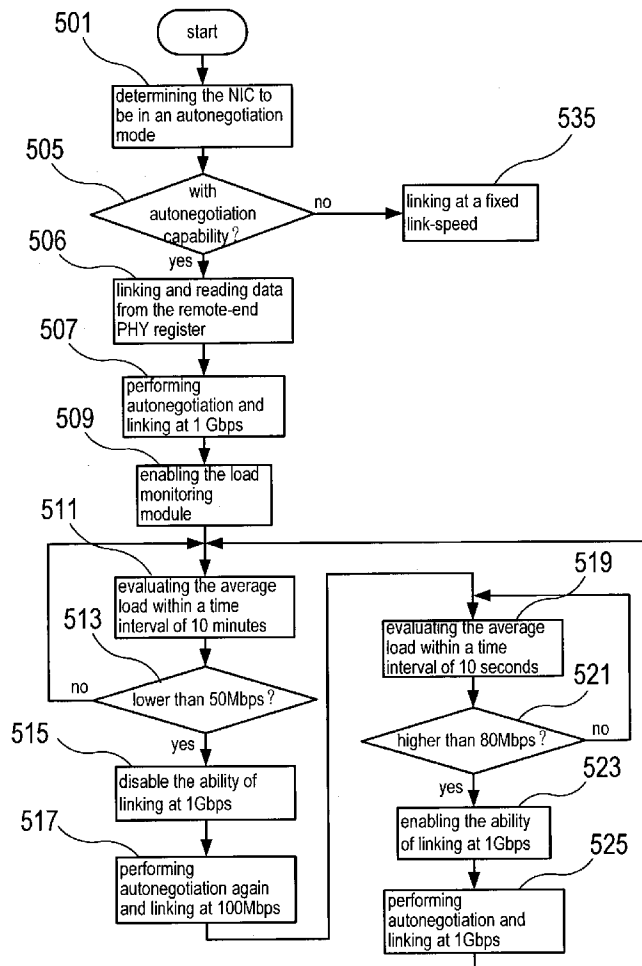 start
501
determining the NIC to
be in an autonegotiation
mode
505
with
autonegotiation
capability?
no
535
linking at a fixed
link-speed
yes
506
linking and reading data
from the remote-end
PHY register
507
performing
autonegotiation and
linking at 1 Gbps
509
enabling the load
monitoring
module
511
evaluating the average
load within a time
interval of 10 minutes
513
no
lower than 50Mbps?
yes
515
disable the ability of
linking at 1Gbps
517
performing
autonegotiation again
and linking at 100Mbps
519
evaluating the average
load within a time
interval of 10 seconds
521
higher than 80Mbps?
no
yes
523
enabling the ability
of linking at 1Gbps
525
performing
autonegotiation and
linking at 1Gbps